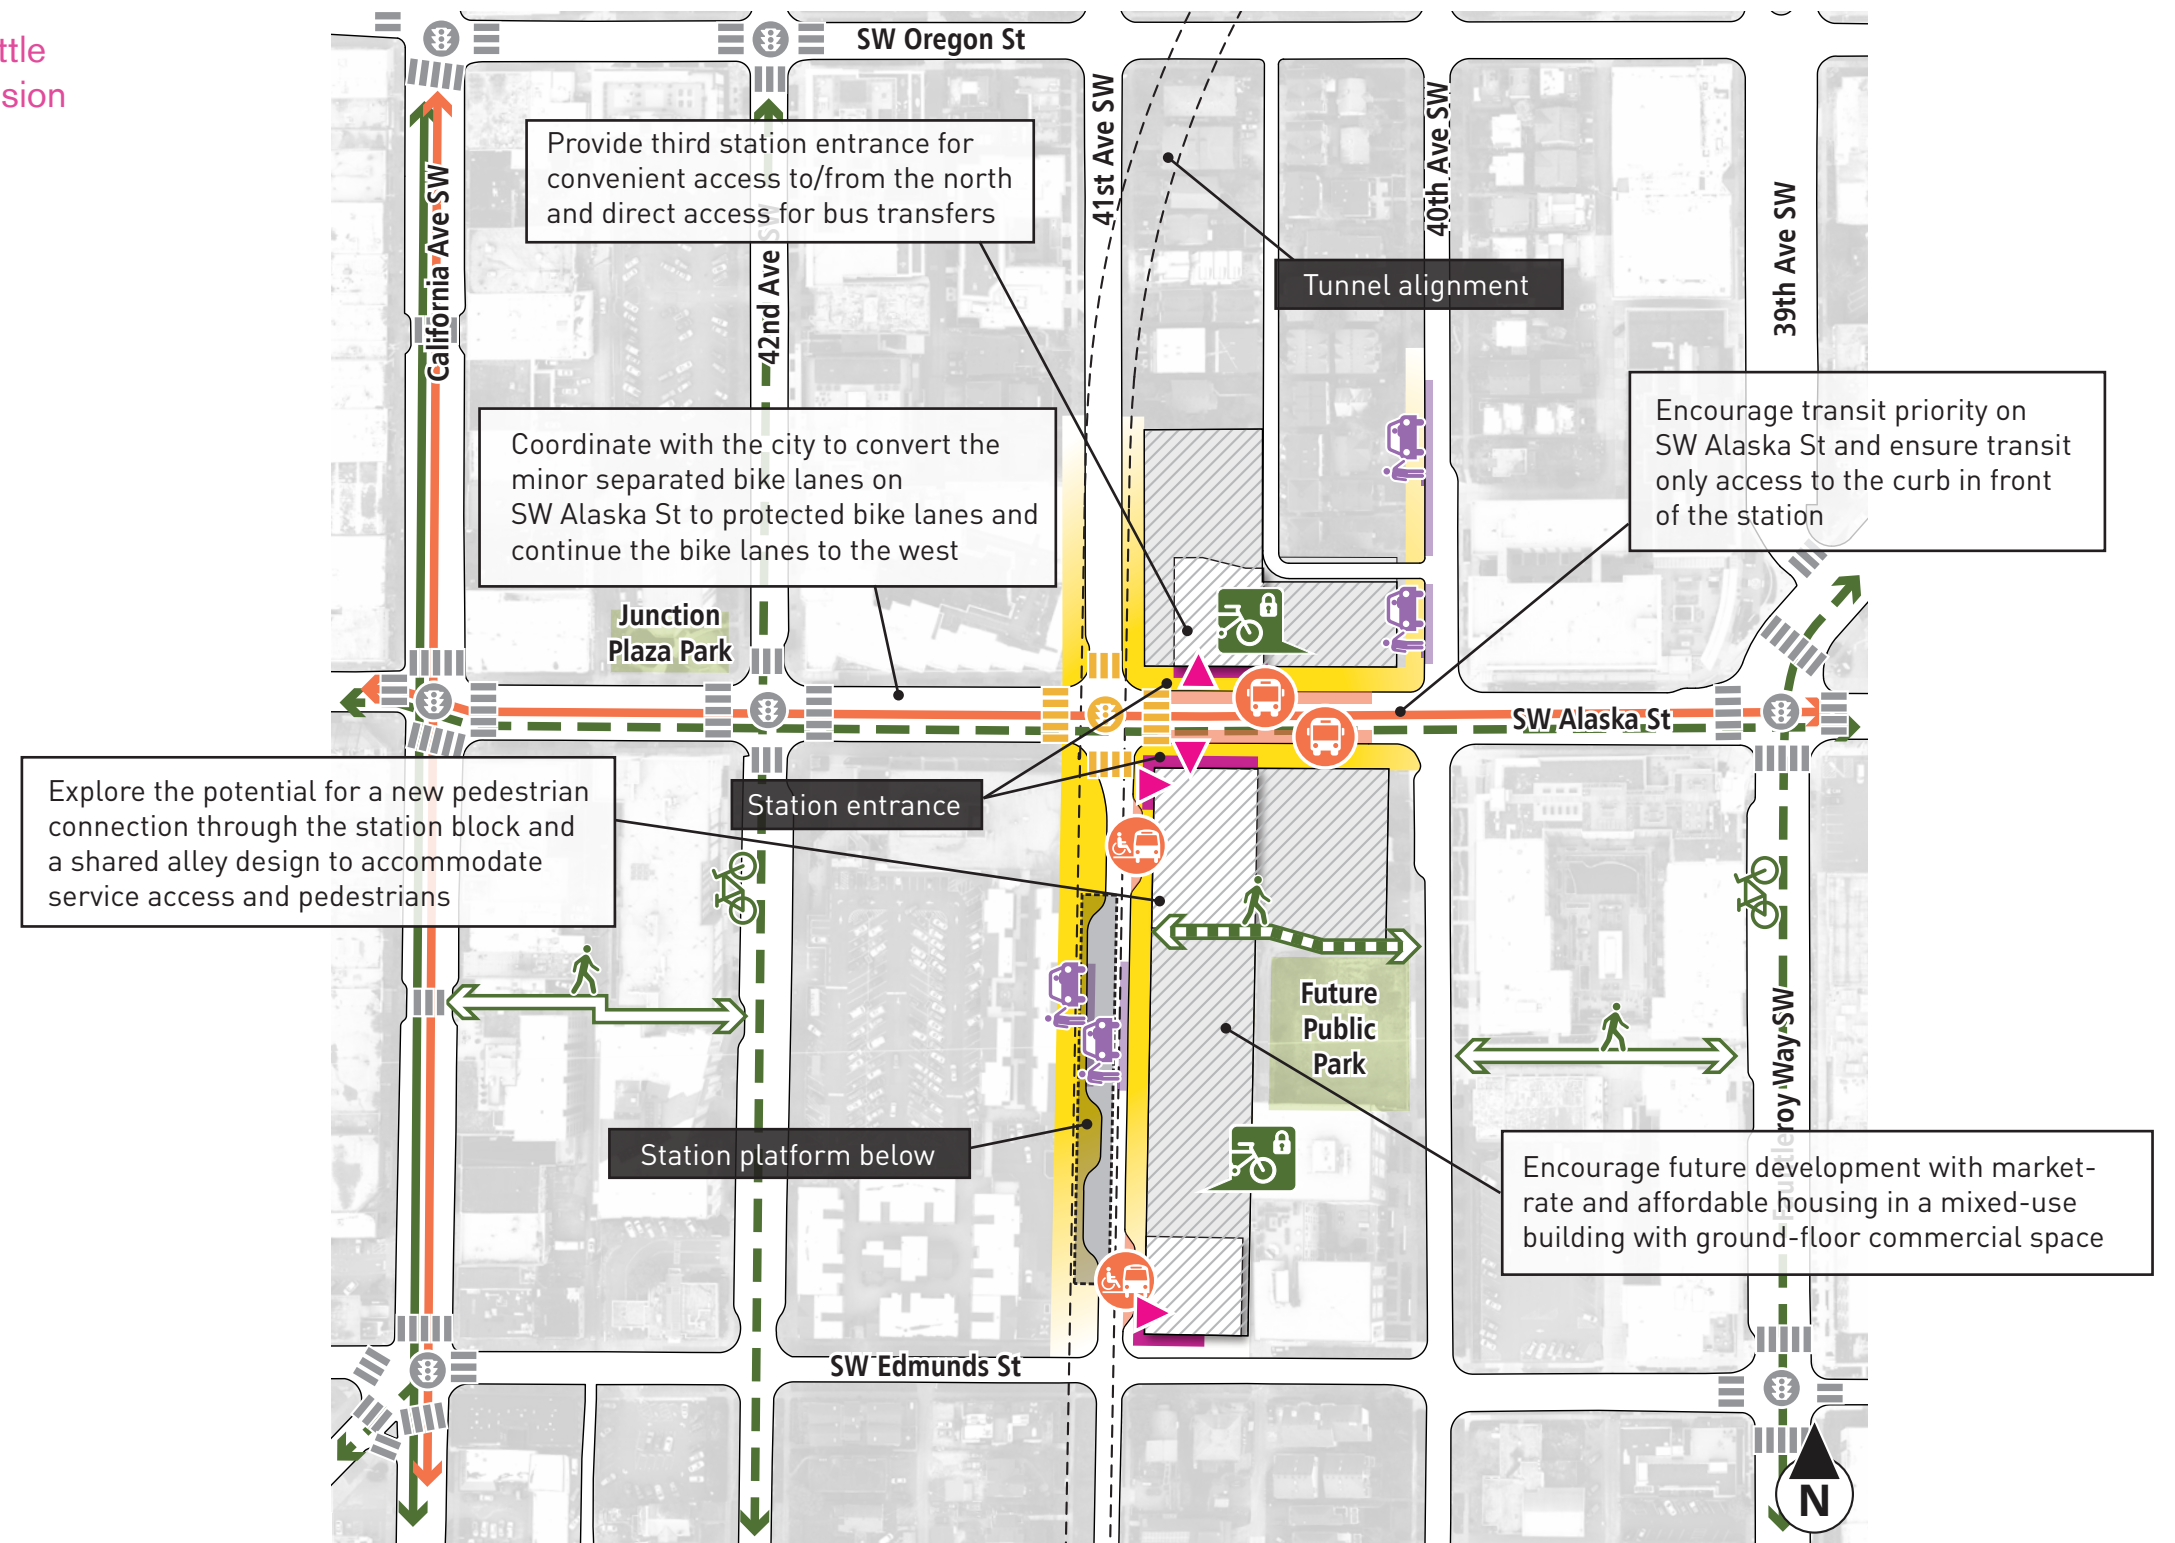 ttle
sion
SW Oregon St
California Ave SW
42nd Ave SW
41st Ave SW
40th Ave SW
39th Ave SW
Provide third station entrance for
convenient access to/from the north
and direct access for bus transfers
Tunnel alignment
Encourage transit priority on
SW Alaska St and ensure transit
only access to the curb in front
of the station
Coordinate with the city to convert the
minor separated bike lanes on
SW Alaska St to protected bike lanes and
continue the bike lanes to the west
Junction
Plaza Park
SW Alaska St
Explore the potential for a new pedestrian
connection through the station block and
a shared alley design to accommodate
service access and pedestrians
Station entrance
Future
Public
Park
Station platform below
Fauntleroy Way SW
Encourage future development with market-
rate and affordable housing in a mixed-use
building with ground-floor commercial space
SW Edmunds St
N